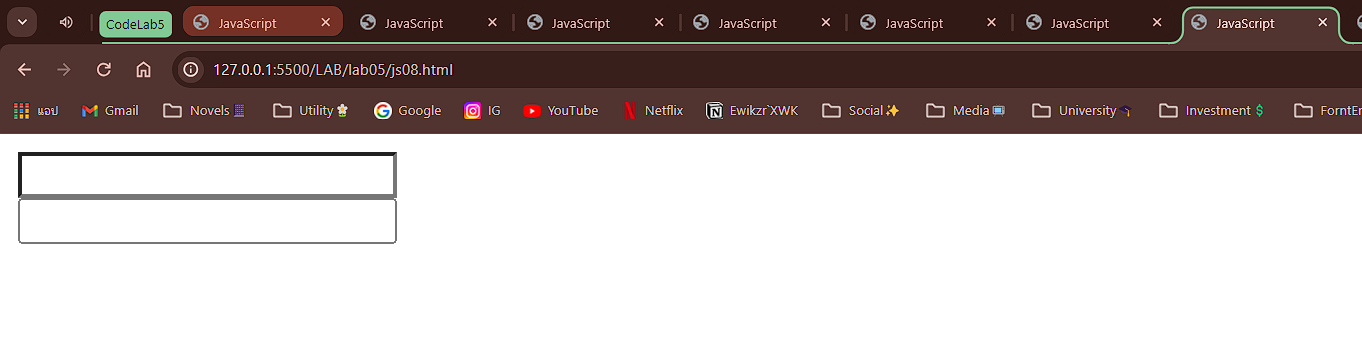 CodeLab5 JavaScript JavaScript JavaScript JavaScript JavaScript JavaScript JavaScript
127.0.0.1:5500/LAB/lab05/js08.html
แอป Gmail Novels Utility Google IG YouTube Netflix Ewikzr`XWK Social✨ Media University Investment ForntEr